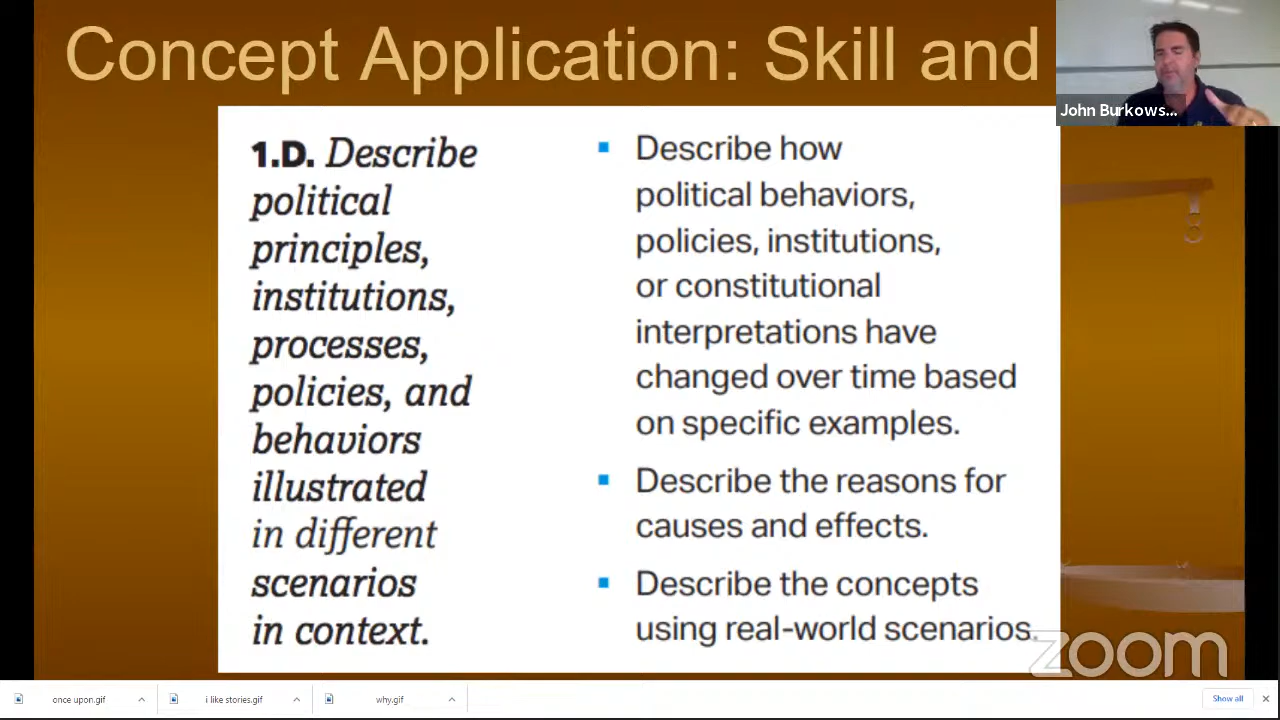 Concept Application: Skill and
John Burkows...
1.D. Describe
political
principles,
institutions,
processes,
policies, and
behaviors
illustrated
in different
scenarios
in context.
▪ Describe how
political behaviors,
policies, institutions,
or constitutional
interpretations have
changed over time based
on specific examples.
▪ Describe the reasons for
causes and effects.
▪ Describe the concepts
using real-world scenarios.
zoom
once upon.gif
i like stories.gif
why.gif
Show all